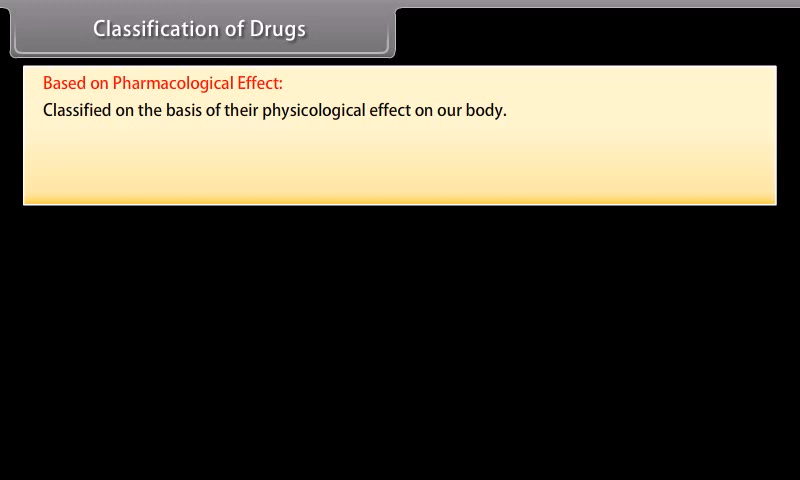 Classification of Drugs
Based on Pharmacological Effect:
Classified on the basis of their physicological effect on our body.